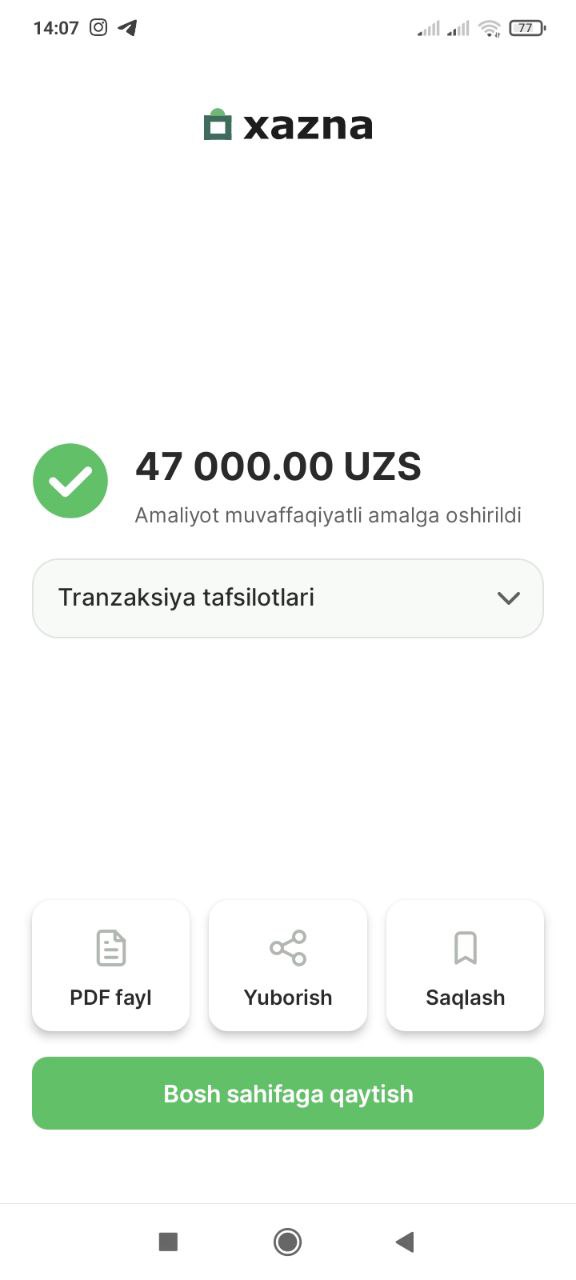 14:07
77
xazna
47 000.00 UZS
Amaliyot muvaffaqiyatli amalga oshirildi
Tranzaksiya tafsilotlari
PDF fayl
Yuborish
Saqlash
Bosh sahifaga qaytish